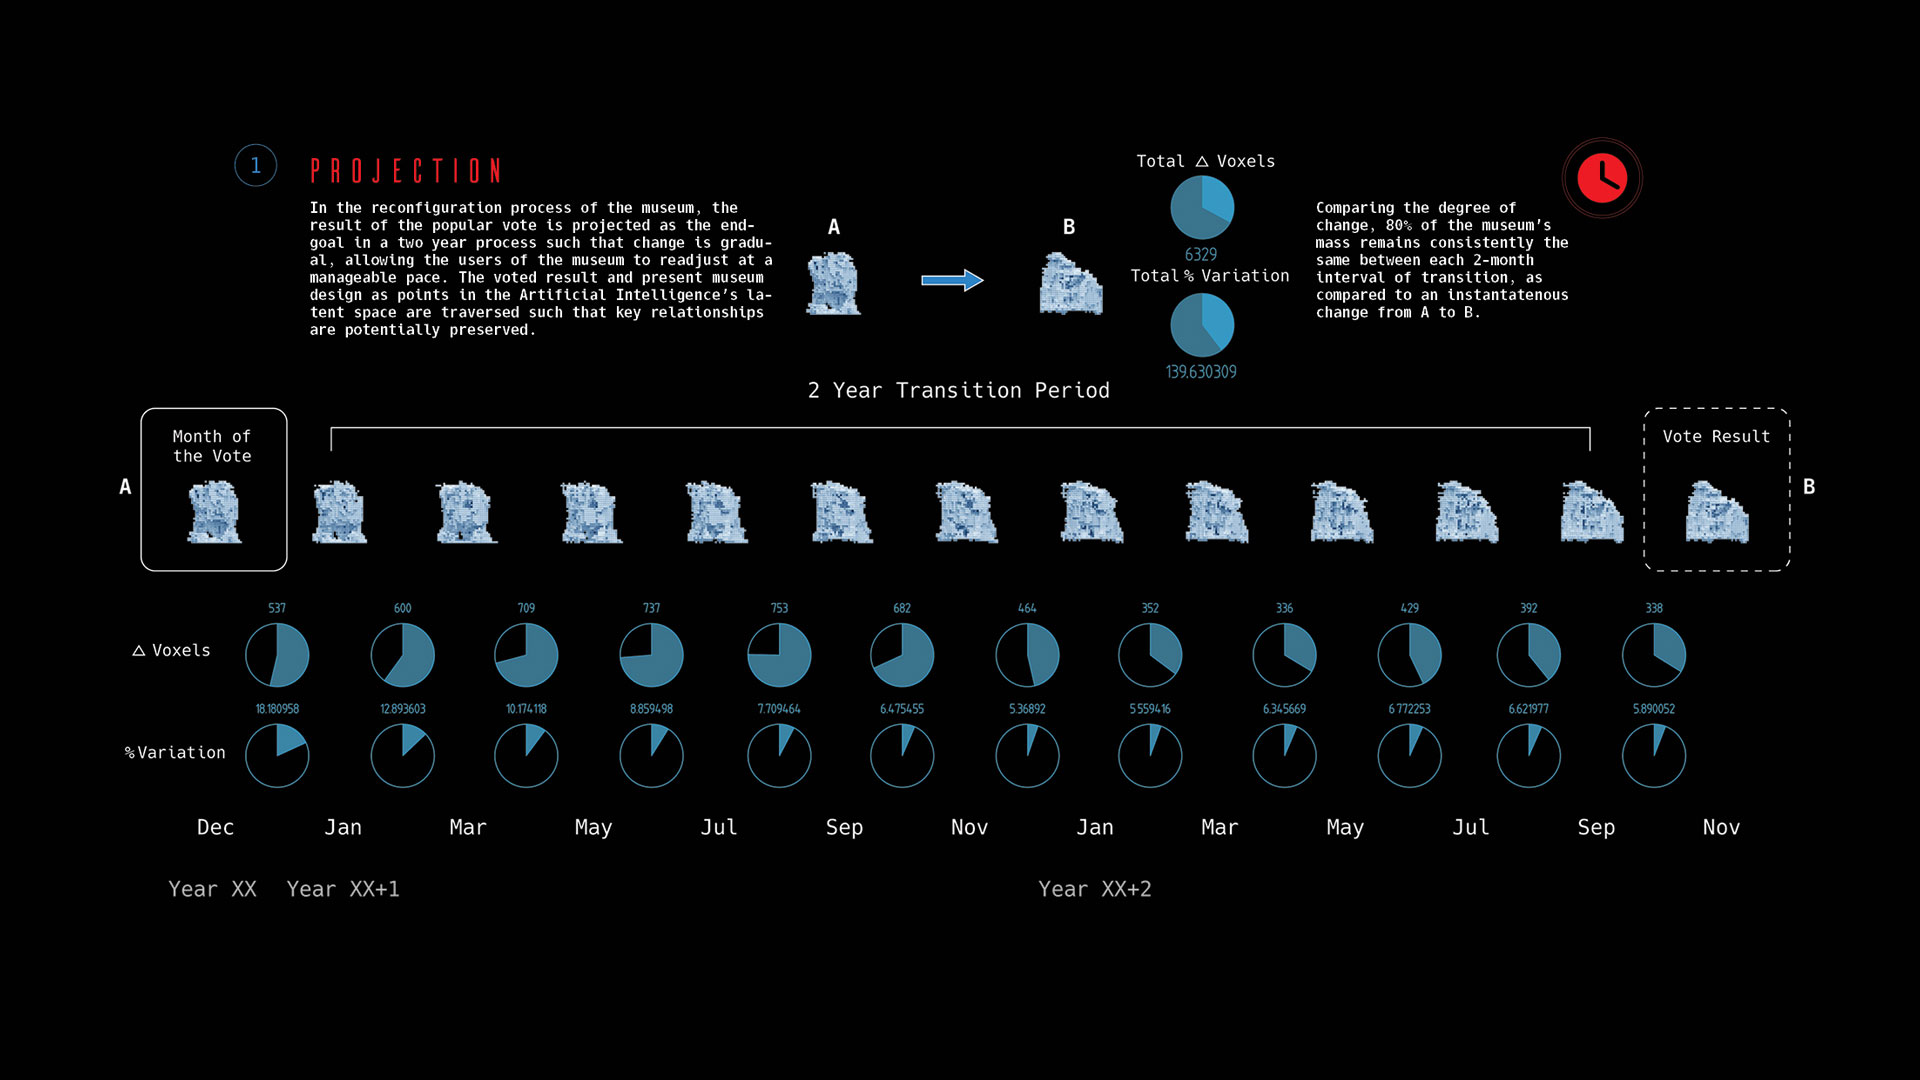 1
PROJECTION
In the reconfiguration process of the museum, the
result of the popular vote is projected as the end-
goal in a two year process such that change is gradu-
al, allowing the users of the museum to readjust at a
manageable pace. The voted result and present museum
design as points in the Artificial Intelligence's la-
tent space are traversed such that key relationships
are potentially preserved.
A
B
Total △ Voxels
6329
Total % Variation
139.630309
Comparing the degree of
change, 80% of the museum's
mass remains consistently the
same between each 2-month
interval of transition, as
compared to an instantatenous
change from A to B.
2 Year Transition Period
Month of
the Vote
Vote Result
A
B
537 600 709 737 753 682 464 352 336 429 392 338
△ Voxels
18.180958 12.893603 10.174118 8.859498 7.709464 6.475455 5.36892 5559416 6.345669 6772253 6.621977 5.890052
% Variation
Dec Jan Mar May Jul Sep Nov Jan Mar May Jul Sep Nov
Year XX Year XX+1 Year XX+2